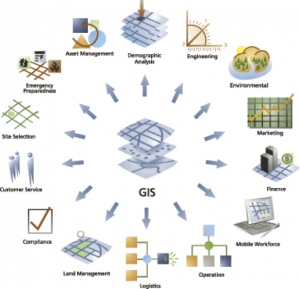 Asset Management
Demographic
Analysis
Engineering
Emergency
Preparedness
Environmental
Site Selection
Marketing
GIS
Customer Service
Finance
Compliance
Mobile Workforce
Land Management
Operation
Logistics